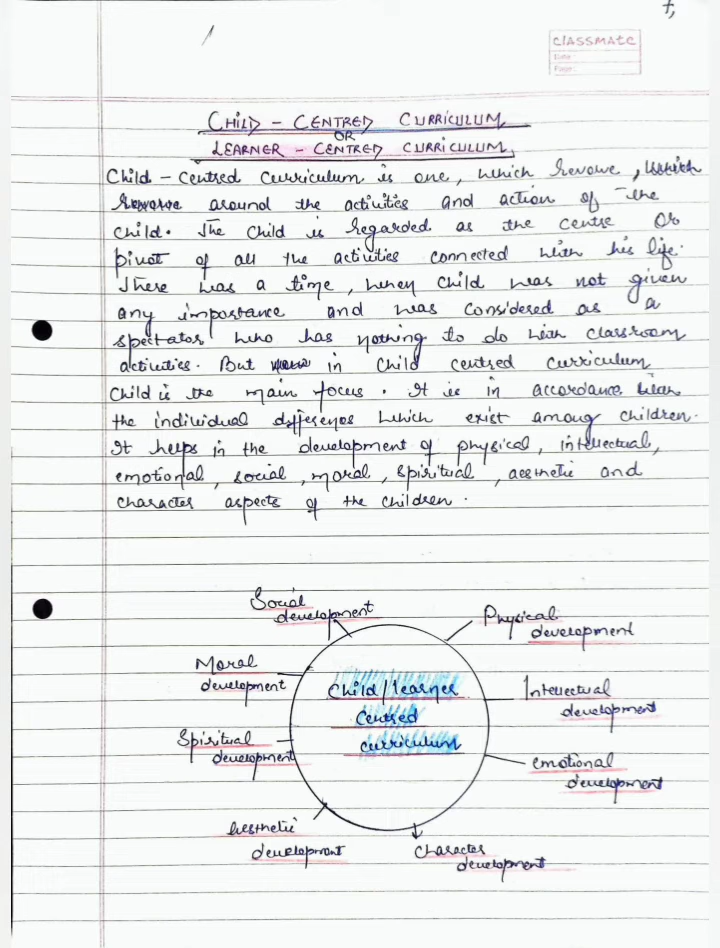 classmate
Date
Page
CHILD - CENTRED CURRICULUM
OR
LEARNER - CENTRED CURRICULUM
Child - centred curriculum is one, which revowe, which
revowe around the activities and action of the
child. The child is regarded as the centre or
pivot of all the activities connected with his life.
There was a time, when child was not given
any importance and was considered as a
spectator who has nothing to do with classroom
activities. But in child centred curriculum
child is the main focus. It is in accordance with
the individual differences which exist among children.
It helps in the development of physical, intellectual,
emotional, social, moral, spiritual, aesthetic and
character aspects of the children.
Social
development
Physical
development
Moral
development
Child/learner
centred
curriculum
Intellectual
development
Spiritual
development
emotional
development
Aesthetic
development
Character
development